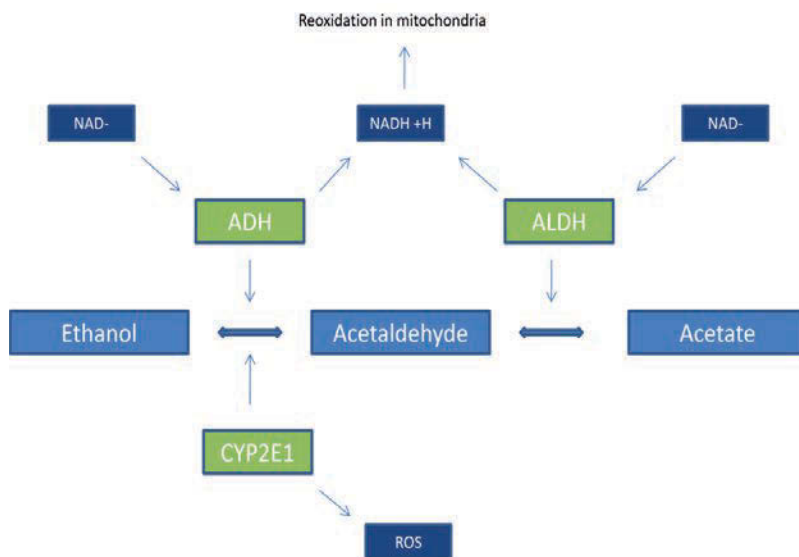 Reoxidation in mitochondria
NAD-
NADH +H
NAD-
ADH
ALDH
Ethanol
Acetaldehyde
Acetate
CYP2E1
ROS